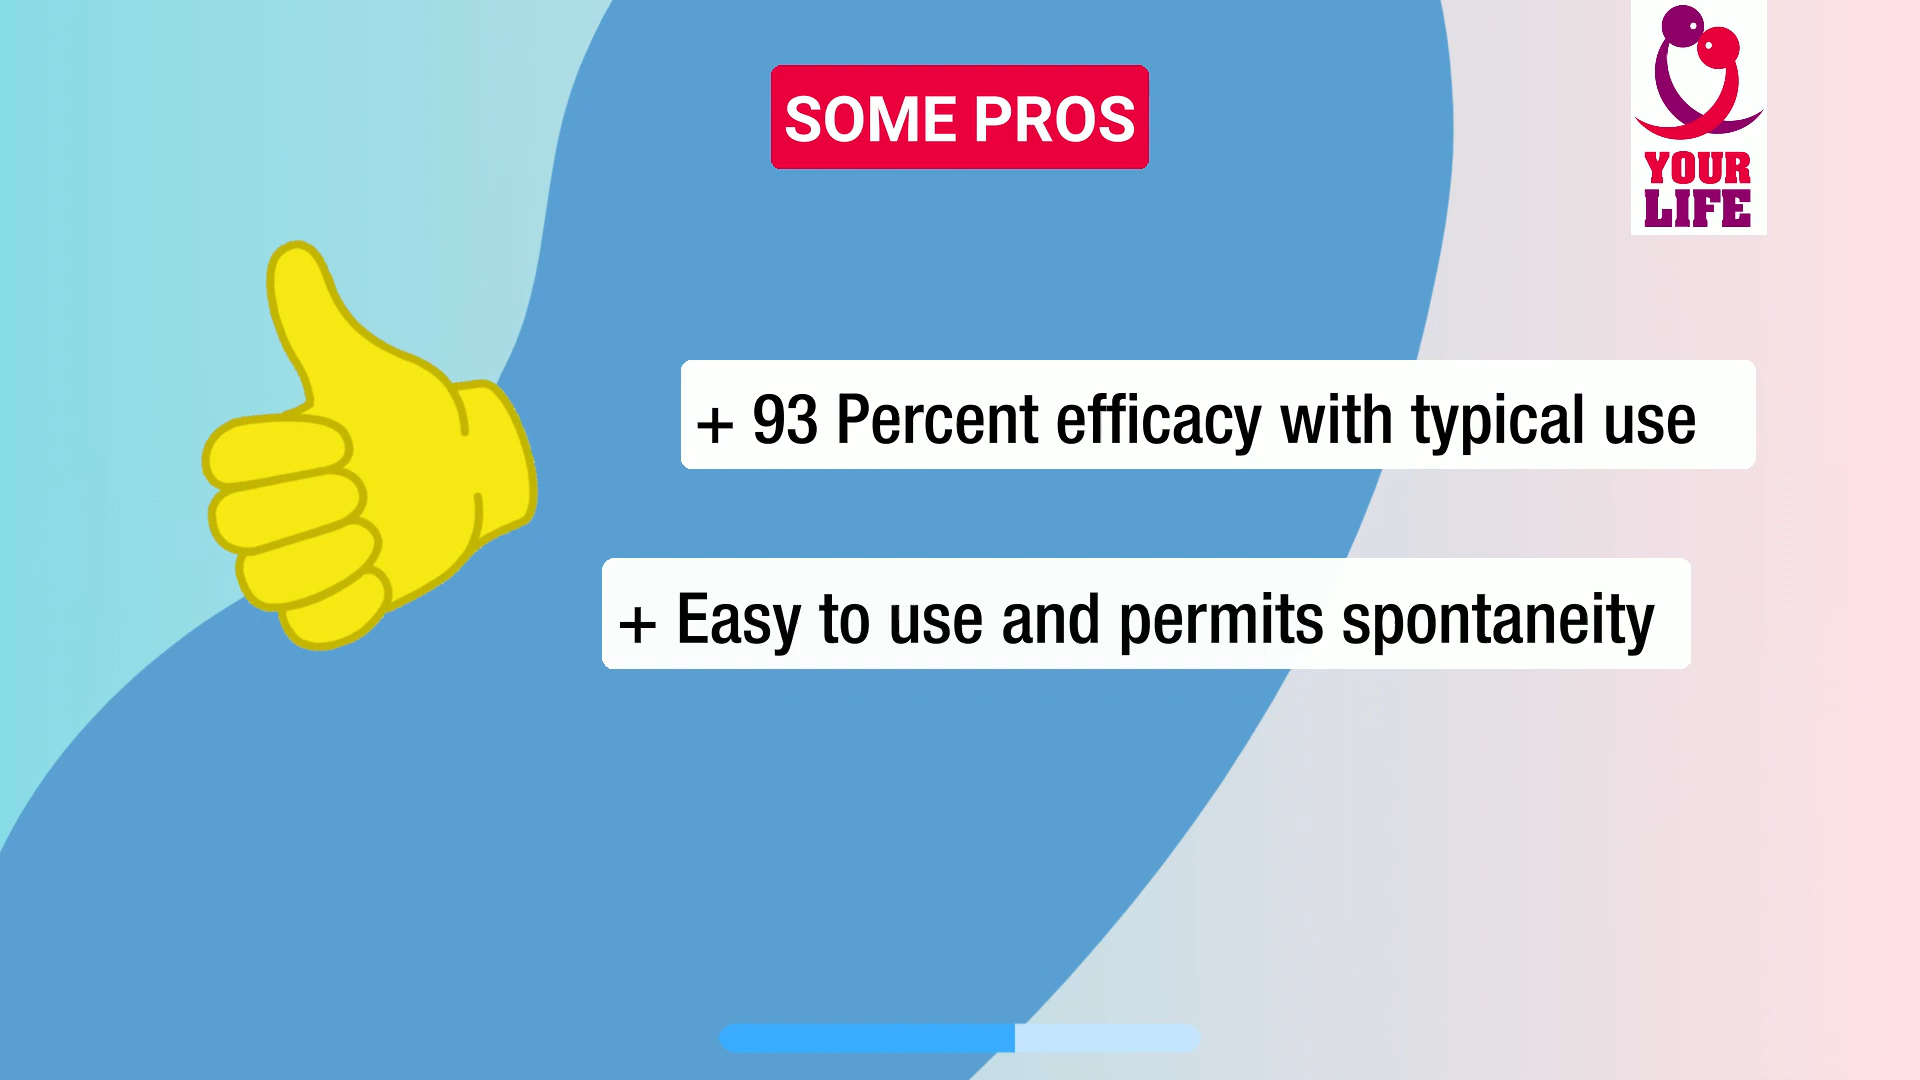 SOME PROS
YOUR
LIFE
+ 93 Percent efficacy with typical use
+ Easy to use and permits spontaneity